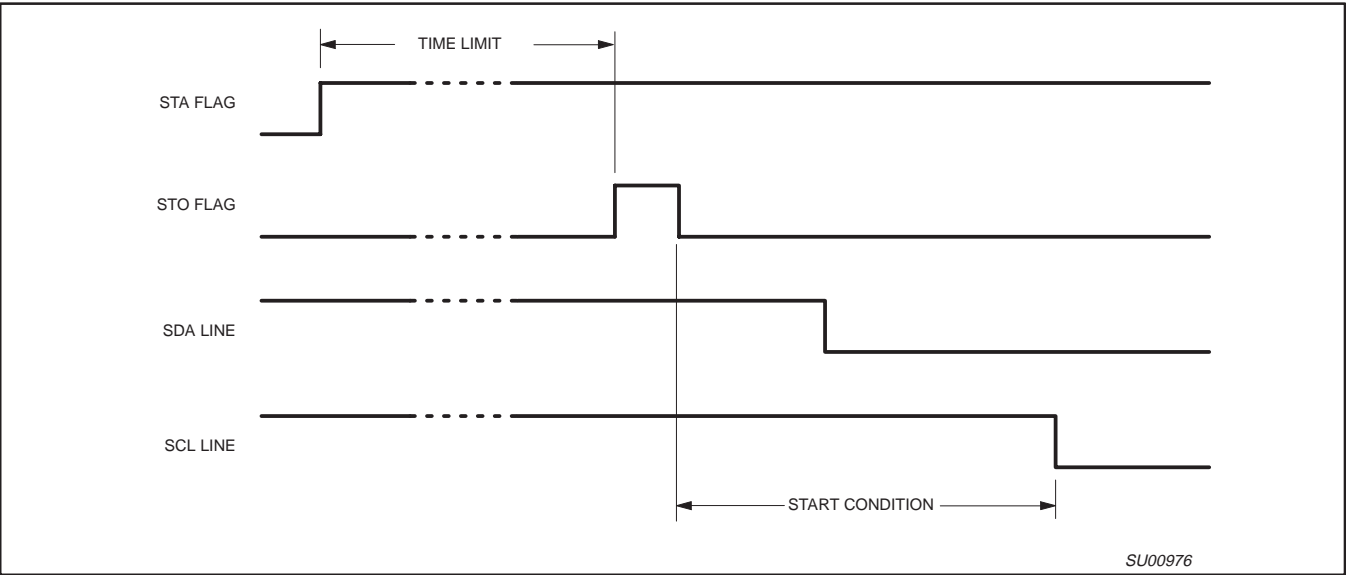 TIME LIMIT
STA FLAG
STO FLAG
SDA LINE
SCL LINE
START CONDITION
SU00976